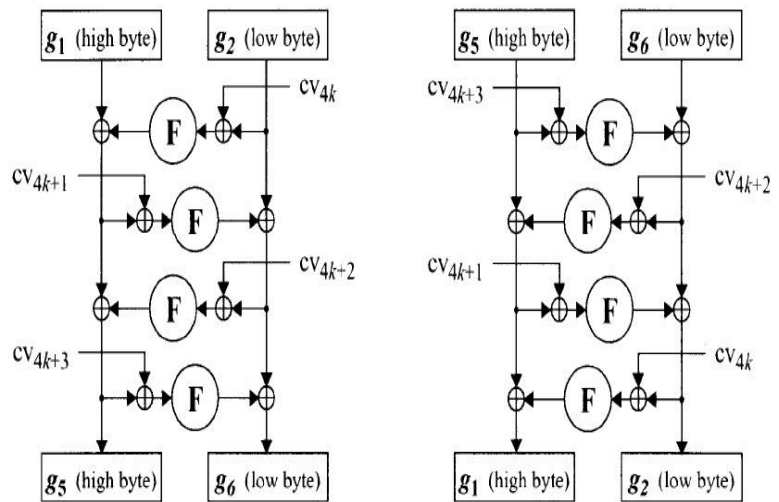 g₁ (high byte) g₂ (low byte) g₅ (high byte) g₆ (low byte)
cv₄ₖ cv₄ₖ₊₃
F F
cv₄ₖ₊₁ cv₄ₖ₊₂
F F
cv₄ₖ₊₂ cv₄ₖ₊₁
F F
cv₄ₖ₊₃ cv₄ₖ
F F
g₅ (high byte) g₆ (low byte) g₁ (high byte) g₂ (low byte)